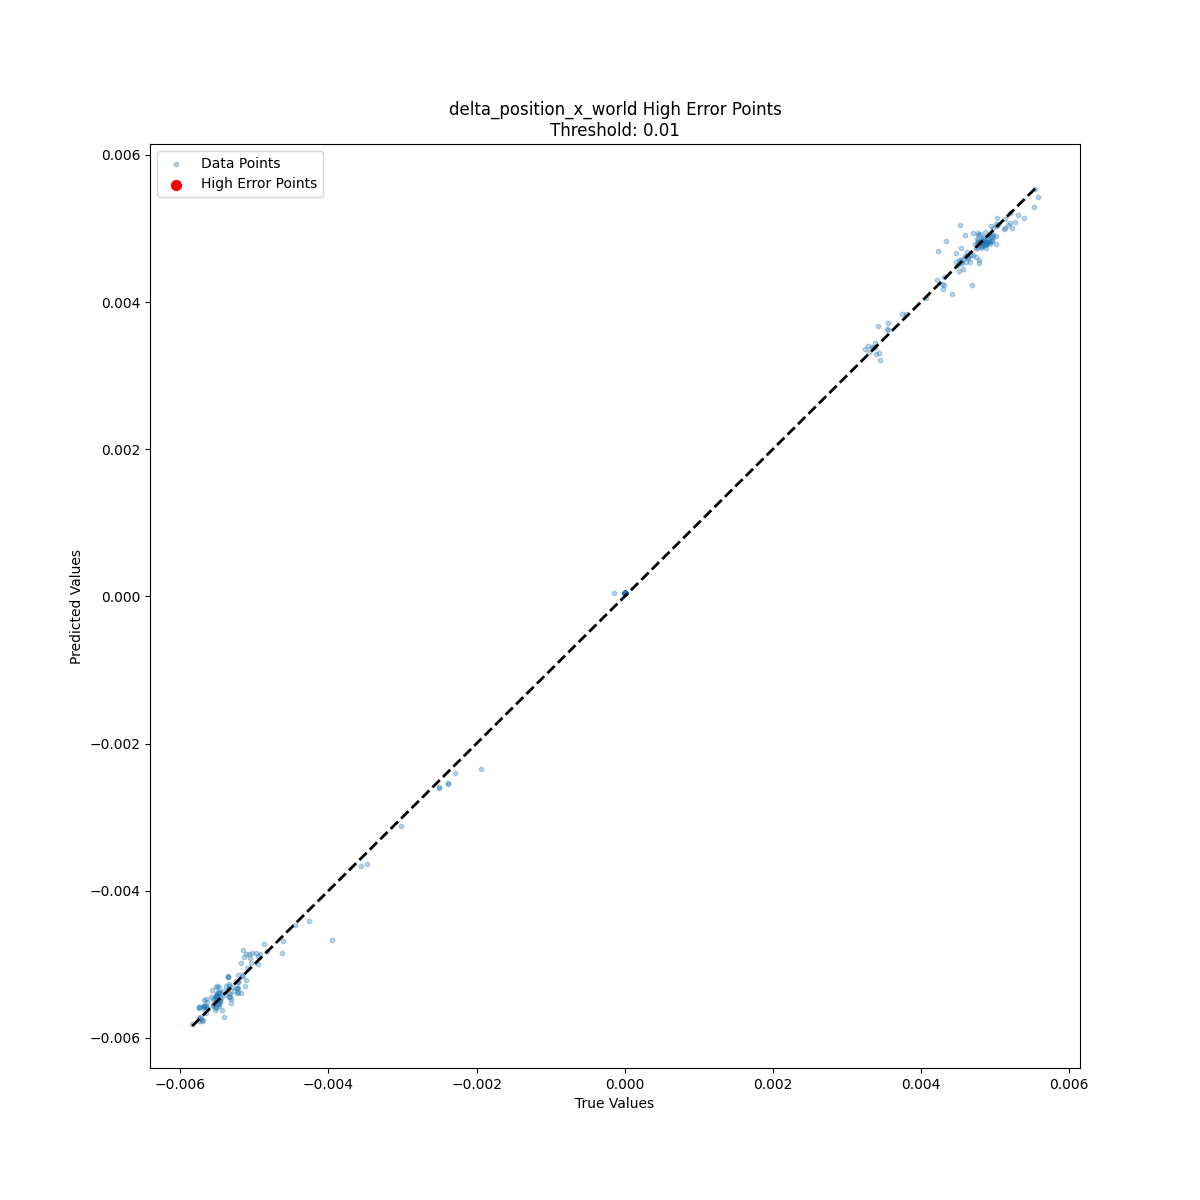 delta_position_x_world High Error Points
Threshold: 0.01
Data Points
High Error Points
0.006
0.004
0.002
0.000
−0.002
−0.004
−0.006
Predicted Values
−0.006
−0.004
−0.002
0.000
0.002
0.004
0.006
True Values